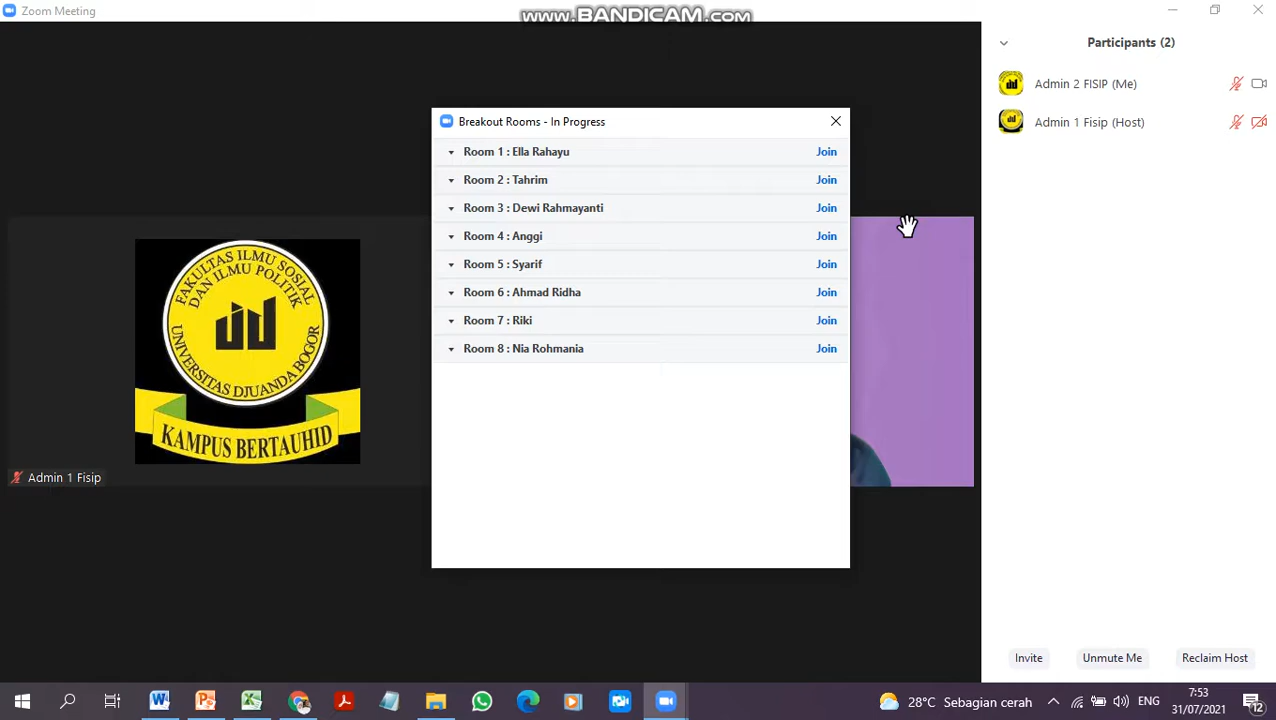 Zoom Meeting
www.BANDICAM.com
Participants (2)
Admin 2 FISIP (Me)
Admin 1 Fisip (Host)
Breakout Rooms - In Progress
Room 1 : Ella Rahayu Join
Room 2 : Tahrim Join
Room 3 : Dewi Rahmayanti Join
Room 4 : Anggi Join
Room 5 : Syarif Join
Room 6 : Ahmad Ridha Join
Room 7 : Riki Join
Room 8 : Nia Rohmania Join
FAKULTAS ILMU SOSIAL
DAN ILMU POLITIK
UNIVERSITAS DJUANDA BOGOR
KAMPUS BERTAUHID
Admin 1 Fisip
Invite Unmute Me Reclaim Host
28°C Sebagian cerah ENG 7:53
31/07/2021 12